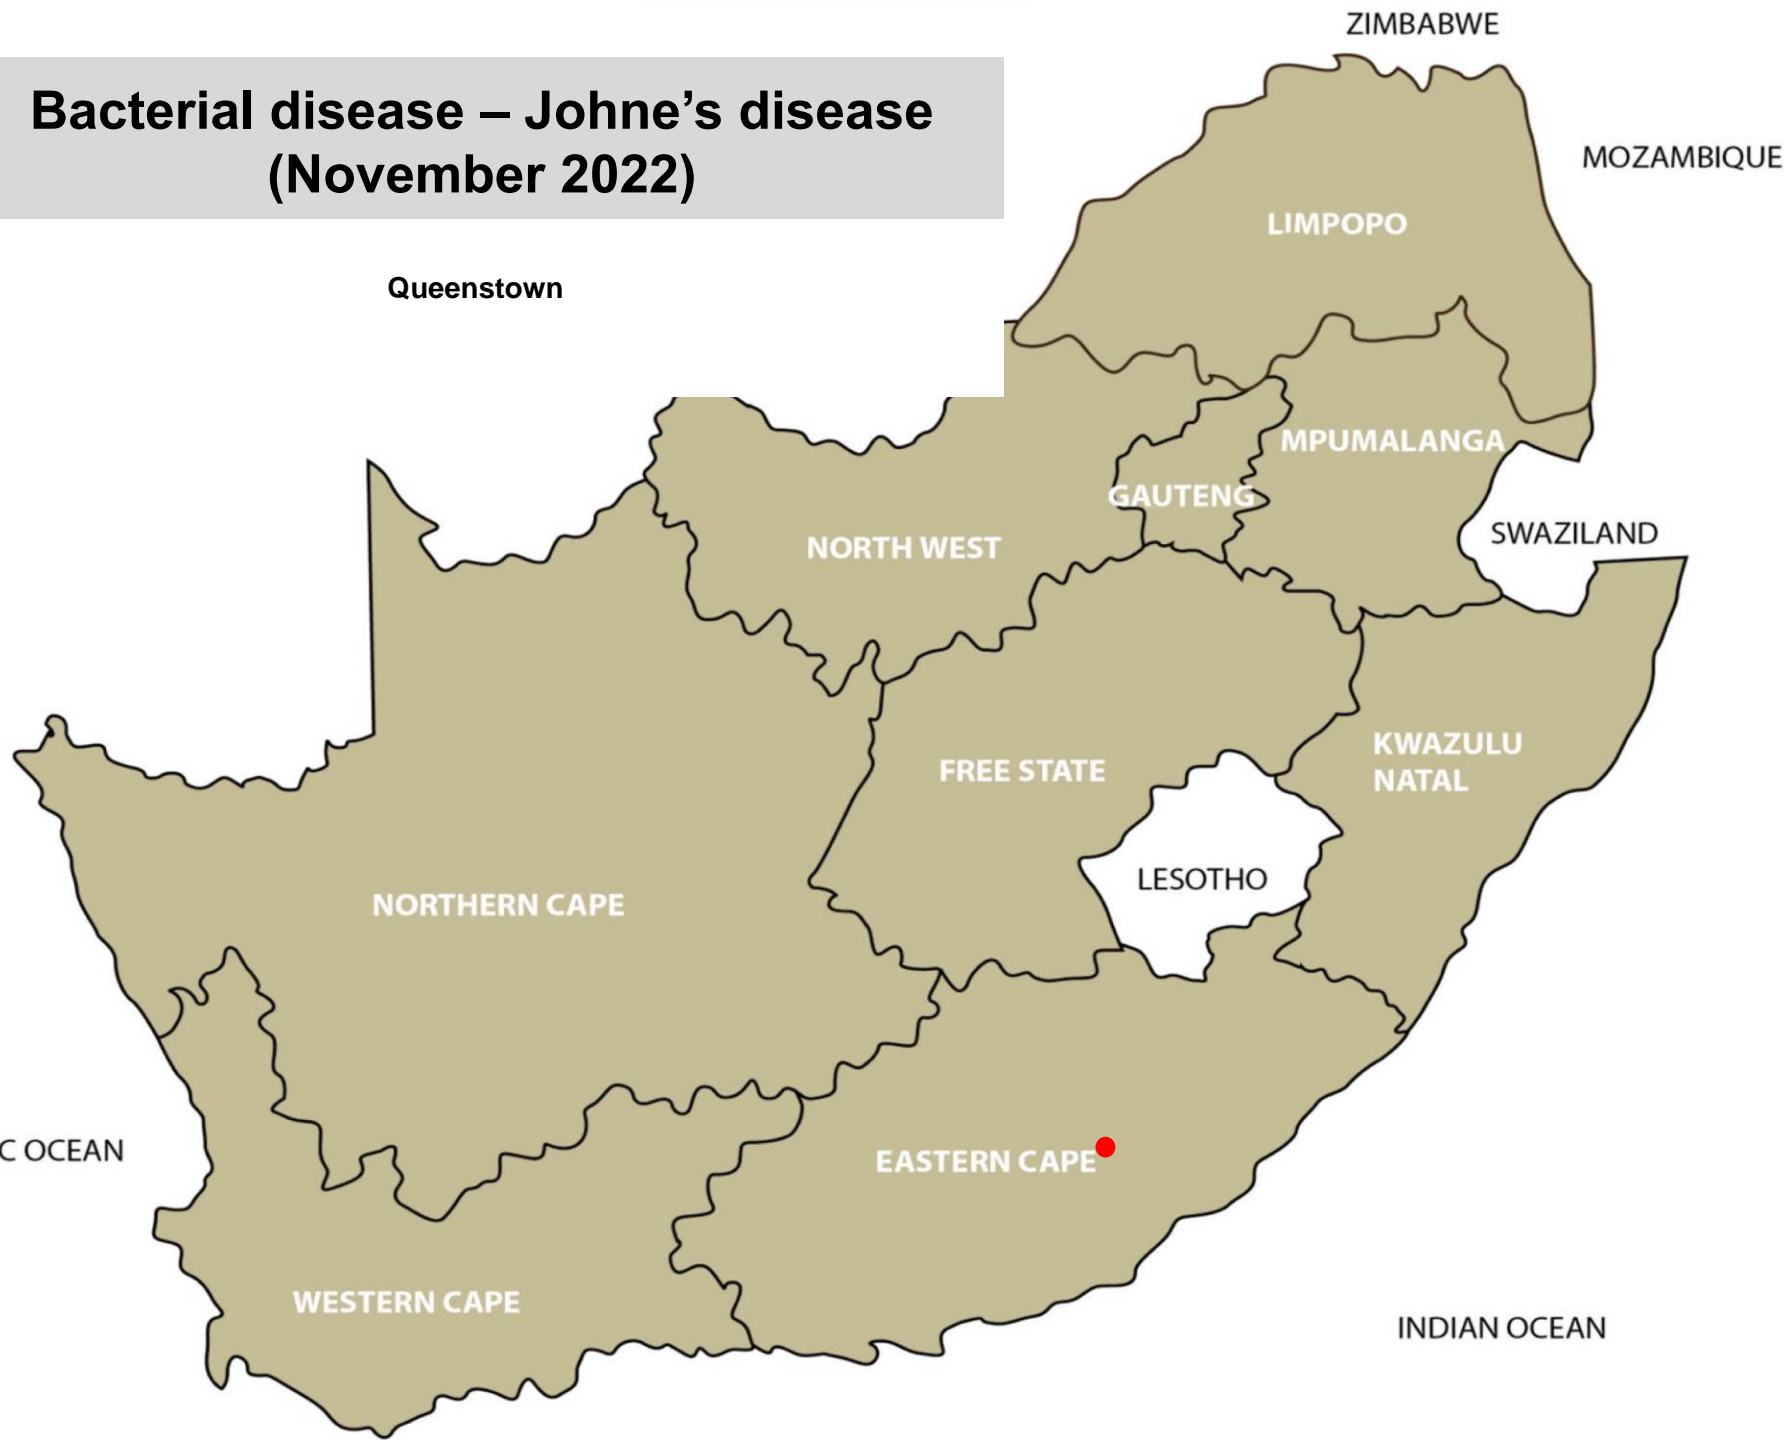 ZIMBABWE
Bacterial disease – Johne's disease
(November 2022)
MOZAMBIQUE
LIMPOPO
Queenstown
MPUMALANGA
GAUTENG
SWAZILAND
NORTH WEST
KWAZULU
NATAL
FREE STATE
LESOTHO
NORTHERN CAPE
C OCEAN
EASTERN CAPE
WESTERN CAPE
INDIAN OCEAN